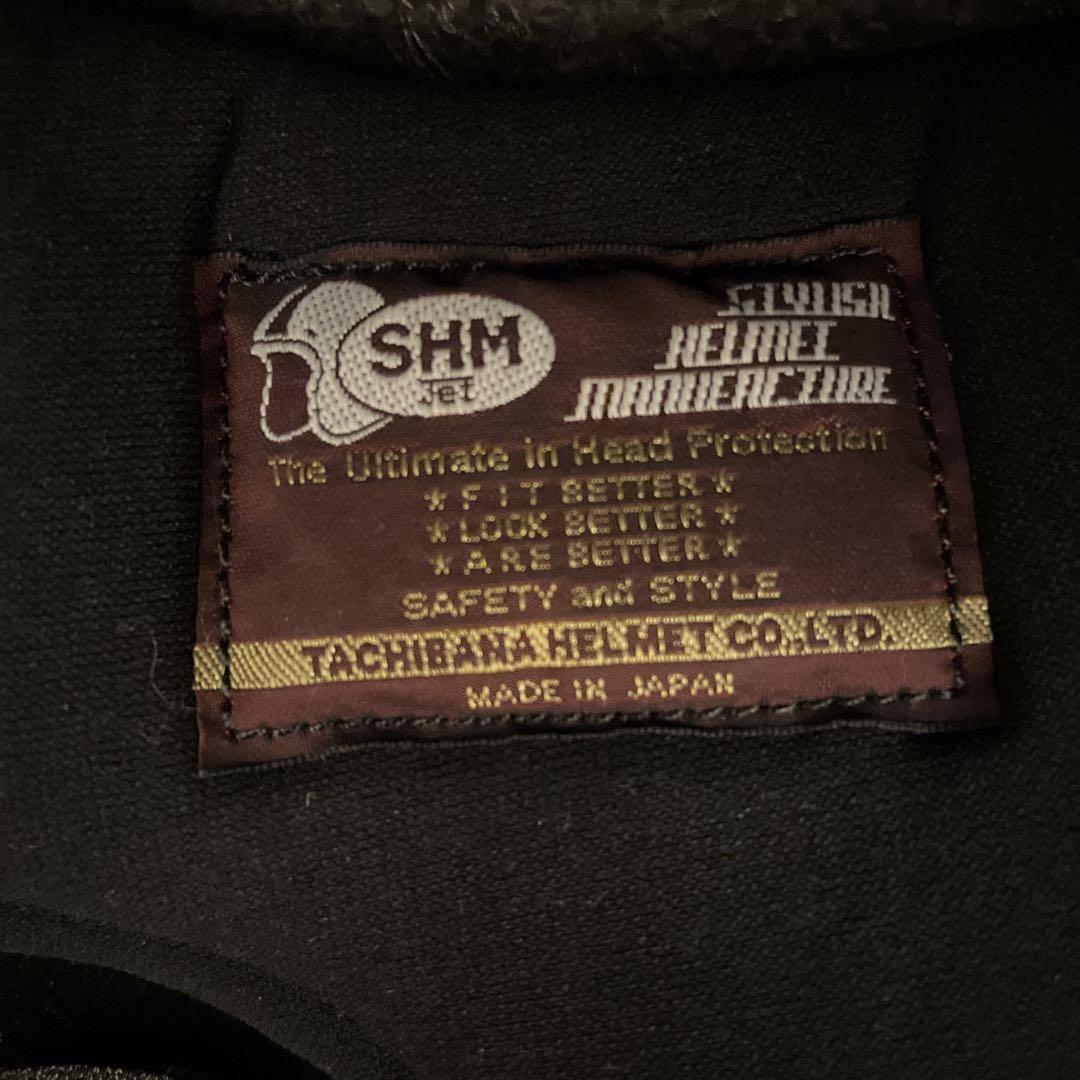 SHM
Jet
STYLISH
HELMET
MANUFACTURE
The Ultimate in Head Protection
*FIT BETTER*
*LOOK BETTER*
*ARE BETTER*
SAFETY and STYLE
TACHIBANA HELMET CO.,LTD.
MADE IN JAPAN